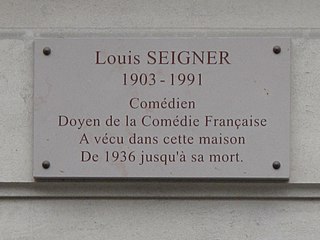 Louis SEIGNER
1903-1991
Comédien
Doyen de la Comédie Française
A vécu dans cette maison
De 1936 jusqu'à sa mort.